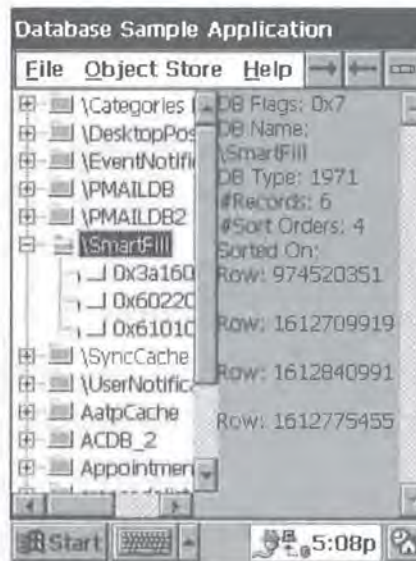 Database Sample Application
File Object Store Help
\Categories
\DesktopPos
\EventNotific
\PMAILDB
\PMAILDB2
\SmartFill
0x3a160
0x60220
0x61010
\SyncCache
\UserNotifica
AatpCache
ACDB_2
Appointmen
DB Flags: 0x7
DB Name:
\SmartFill
DB Type: 1971
#Records: 6
#Sort Orders: 4
Sorted On:
Row: 974520351
Row: 1612709919
Row: 1612840991
Row: 1612775455
Start
5:08p